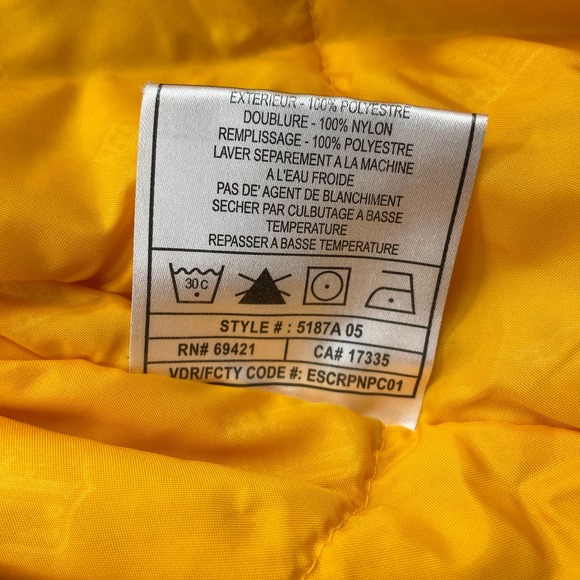 EXTERIEUR - 100% POLYESTRE
DOUBLURE - 100% NYLON
REMPLISSAGE - 100% POLYESTRE
LAVER SEPAREMENT A LA MACHINE
A L'EAU FROIDE
PAS DE' AGENT DE BLANCHIMENT
SECHER PAR CULBUTAGE A BASSE
TEMPERATURE
REPASSER A BASSE TEMPERATURE
30 C
STYLE # : 5187A 05
RN# 69421 CA# 17335
VDR/FCTY CODE #: ESCRPNPC01